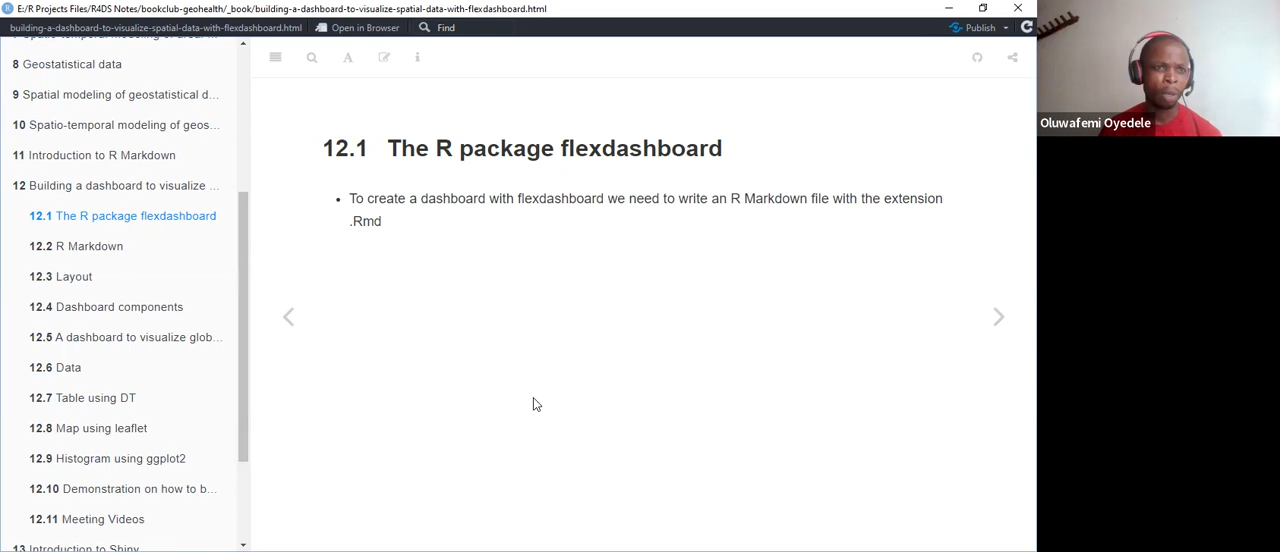 E:/R Projects Files/R4DS Notes/bookclub-geohealth/_book/building-a-dashboard-to-visualize-spatial-data-with-flexdashboard.html
building-a-dashboard-to-visualize-spatial-data-with-flexdashboard.html Open in Browser Find Publish
8 Geostatistical data
9 Spatial modeling of geostatistical d...
10 Spatio-temporal modeling of geos...
11 Introduction to R Markdown
12 Building a dashboard to visualize ...
12.1 The R package flexdashboard
12.2 R Markdown
12.3 Layout
12.4 Dashboard components
12.5 A dashboard to visualize glob...
12.6 Data
12.7 Table using DT
12.8 Map using leaflet
12.9 Histogram using ggplot2
12.10 Demonstration on how to b...
12.11 Meeting Videos
13 Introduction to Shiny
12.1 The R package flexdashboard
• To create a dashboard with flexdashboard we need to write an R Markdown file with the extension
.Rmd
Oluwafemi Oyedele